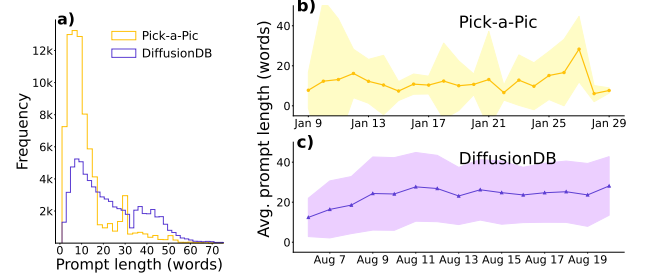 a)
Pick-a-Pic
DiffusionDB
Frequency
12k
10k
8k
6k
4k
2k
0 10 20 30 40 50 60 70
Prompt length (words)
b)
Pick-a-Pic
40
20
0
Jan 9 Jan 13 Jan 17 Jan 21 Jan 25 Jan 29
Avg. prompt length (words)
c)
DiffusionDB
40
20
0
Aug 7 Aug 9 Aug 11 Aug 13 Aug 15 Aug 17 Aug 19